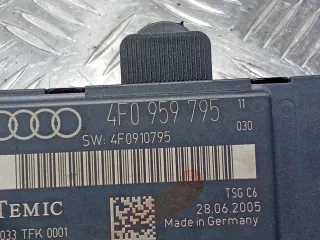 4F0 959 795 11
030
SW: 4F0910795
TSG C6
28.06.2005
TEMIC
Made in Germany
033 TFK 0001